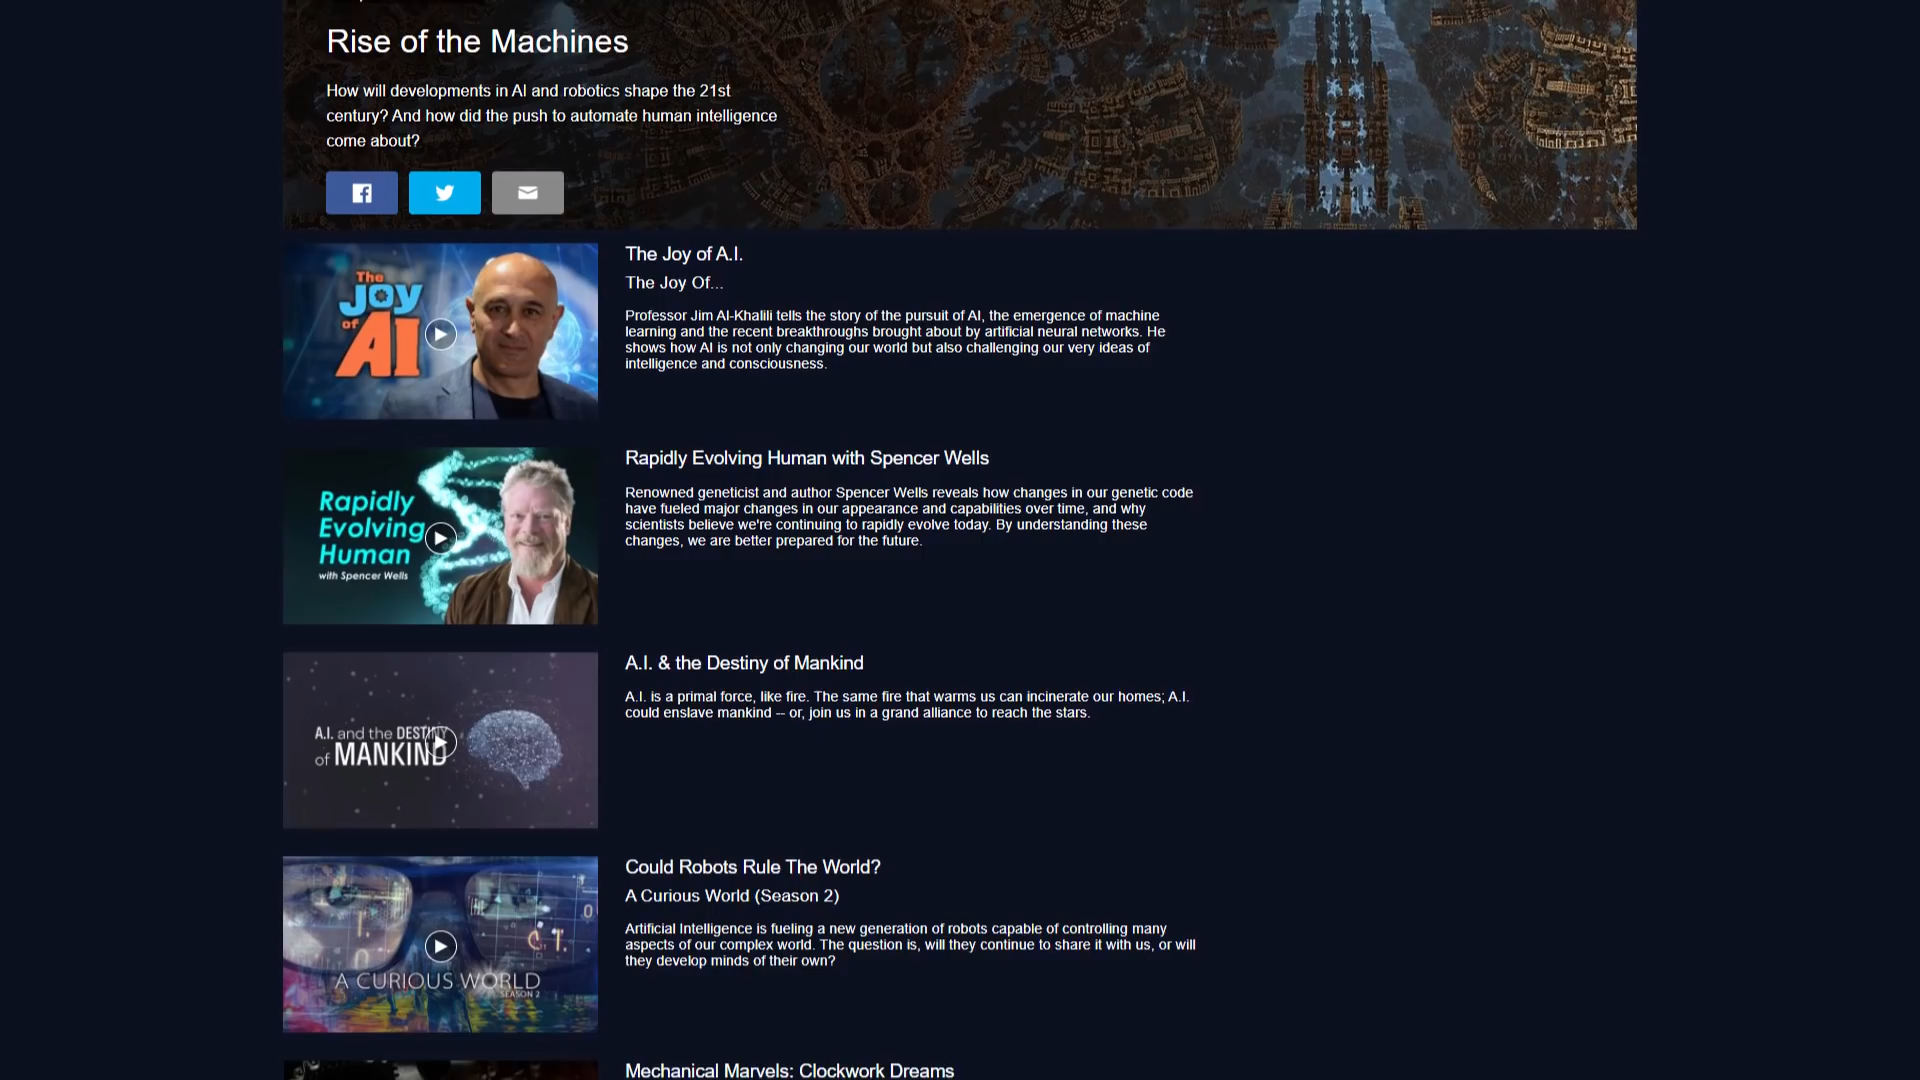 Rise of the Machines
How will developments in AI and robotics shape the 21st
century? And how did the push to automate human intelligence
come about?
The
Joy
of
AI
The Joy of A.I.
The Joy Of...
Professor Jim Al-Khalili tells the story of the pursuit of AI, the emergence of machine
learning and the recent breakthroughs brought about by artificial neural networks. He
shows how AI is not only changing our world but also challenging our very ideas of
intelligence and consciousness.
Rapidly
Evolving
Human
with Spencer Wells
Rapidly Evolving Human with Spencer Wells
Renowned geneticist and author Spencer Wells reveals how changes in our genetic code
have fueled major changes in our appearance and capabilities over time, and why
scientists believe we're continuing to rapidly evolve today. By understanding these
changes, we are better prepared for the future.
A.I. and the DESTINY
of MANKIND
A.I. & the Destiny of Mankind
A.I. is a primal force, like fire. The same fire that warms us can incinerate our homes; A.I.
could enslave mankind -- or, join us in a grand alliance to reach the stars.
A CURIOUS WORLD
SEASON 2
Could Robots Rule The World?
A Curious World (Season 2)
Artificial Intelligence is fueling a new generation of robots capable of controlling many
aspects of our complex world. The question is, will they continue to share it with us, or will
they develop minds of their own?
Mechanical Marvels: Clockwork Dreams